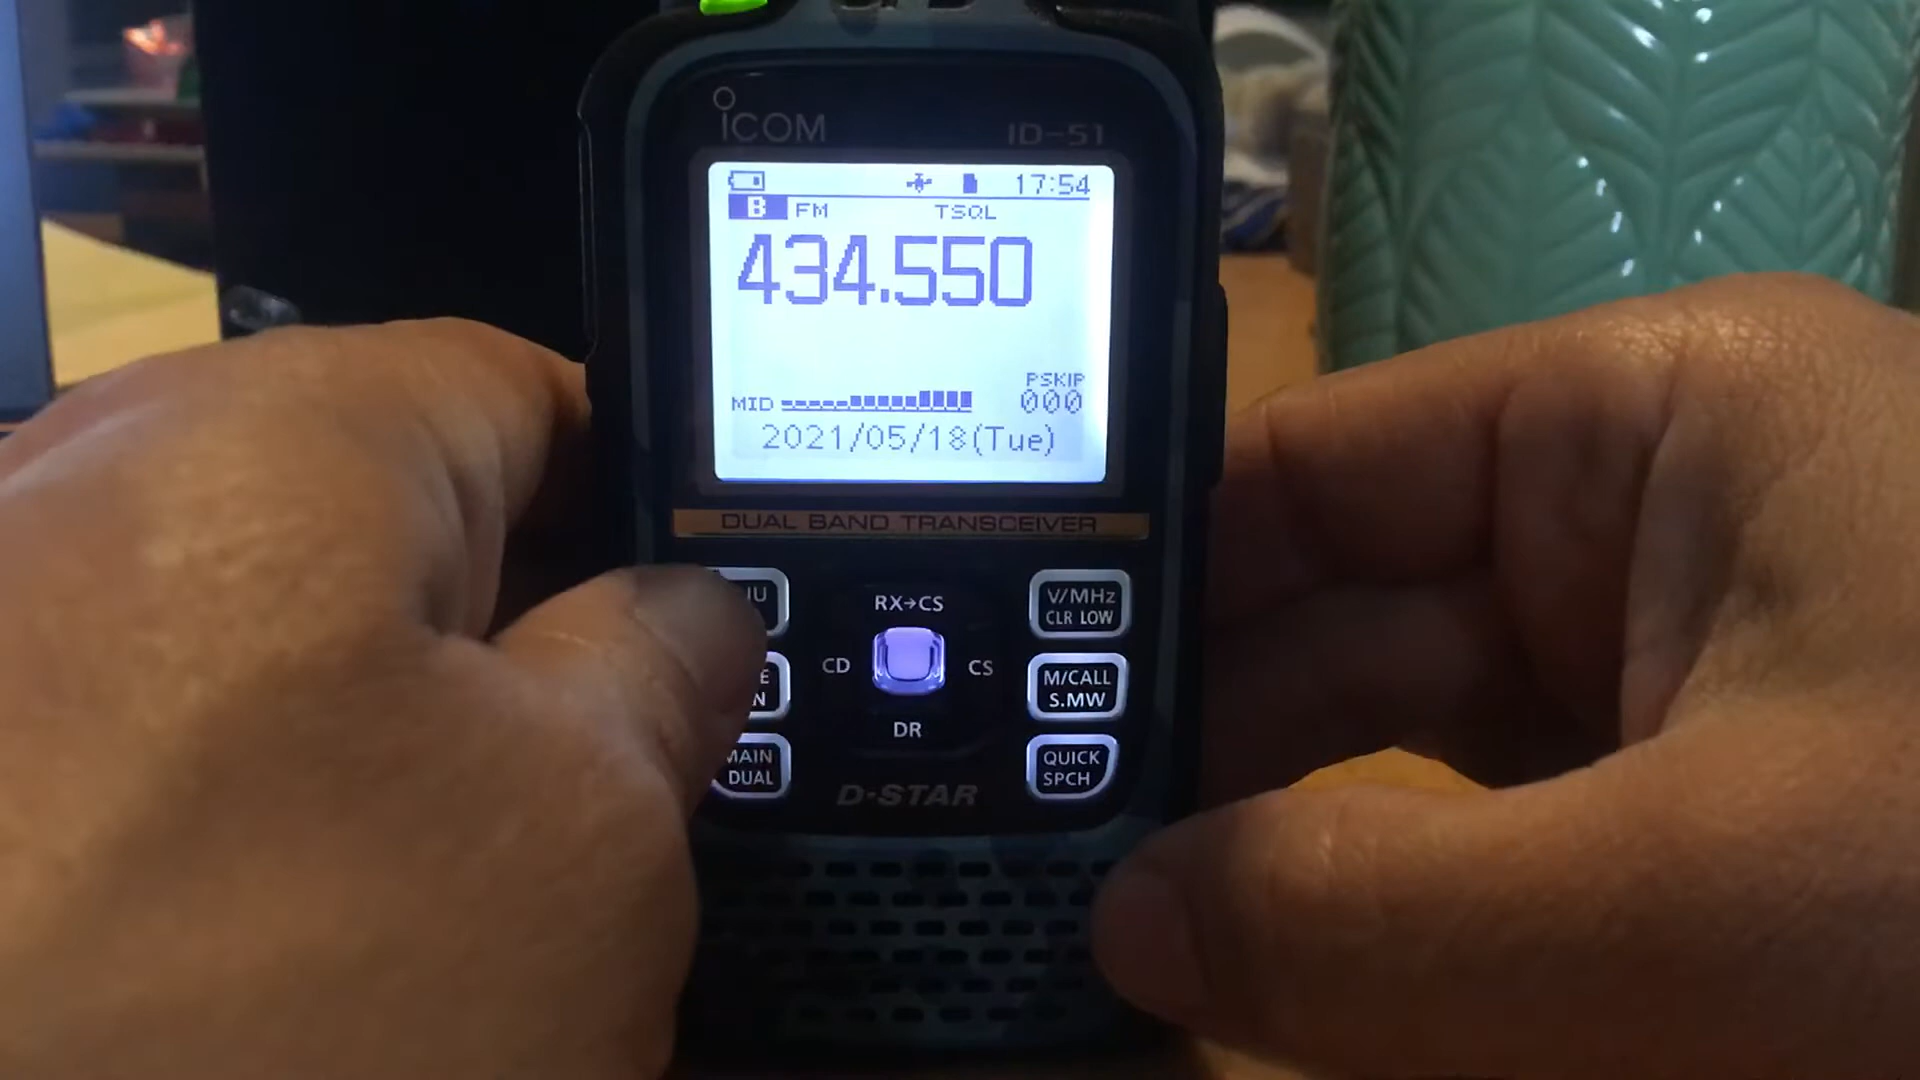 ICOM
ID-51
17:54
B FM TSQL
434.550
PSKIP
MID 000
2021/05/18(Tue)
DUAL BAND TRANSCEIVER
V/MHz
CLR LOW
RX→CS
CD CS
M/CALL
S.MW
DR
MAIN
DUAL
QUICK
SPCH
D-STAR